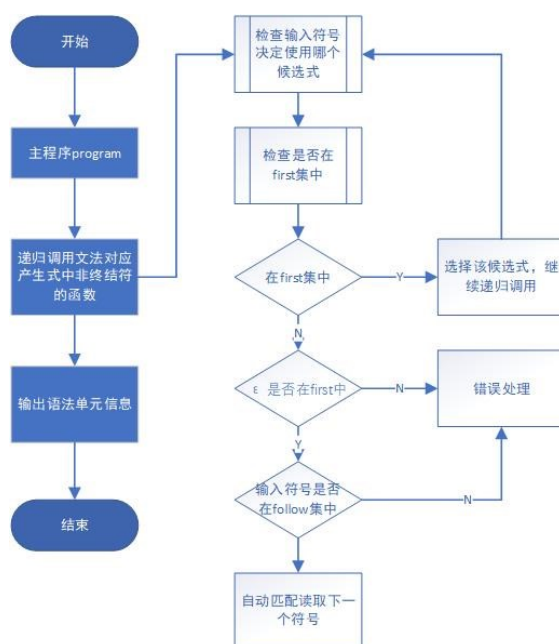 开始
主程序program
递归调用文法对应
产生式中非终结符
的函数
输出语法单元信息
结束
检查输入符号
决定使用哪个
候选式
检查是否在
first集中
在first集中
Y
选择该候选式，继
续递归调用
N
ε 是否在first中
N
错误处理
Y
输入符号是否
在follow集中
N
自动匹配读取下一
个符号